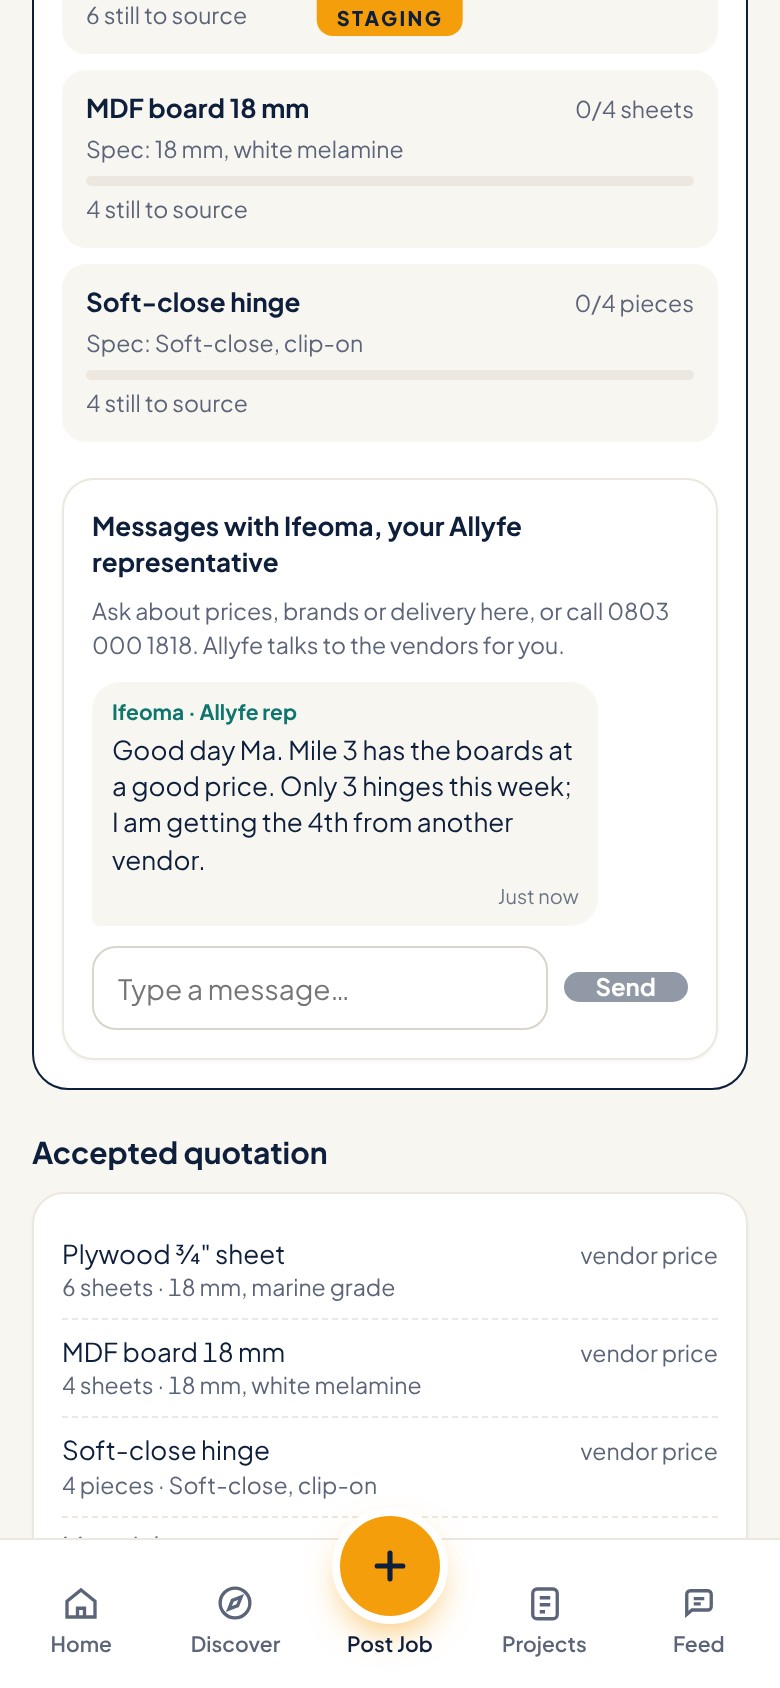 6 still to source
STAGING
MDF board 18 mm
0/4 sheets
Spec: 18 mm, white melamine
4 still to source
Soft-close hinge
0/4 pieces
Spec: Soft-close, clip-on
4 still to source
Messages with Ifeoma, your Allyfe
representative
Ask about prices, brands or delivery here, or call 0803
000 1818. Allyfe talks to the vendors for you.
Ifeoma · Allyfe rep
Good day Ma. Mile 3 has the boards at
a good price. Only 3 hinges this week;
I am getting the 4th from another
vendor.
Just now
Type a message...
Send
Accepted quotation
Plywood ¾" sheet
vendor price
6 sheets · 18 mm, marine grade
MDF board 18 mm
vendor price
4 sheets · 18 mm, white melamine
Soft-close hinge
vendor price
4 pieces · Soft-close, clip-on
Home
Discover
Post Job
Projects
Feed